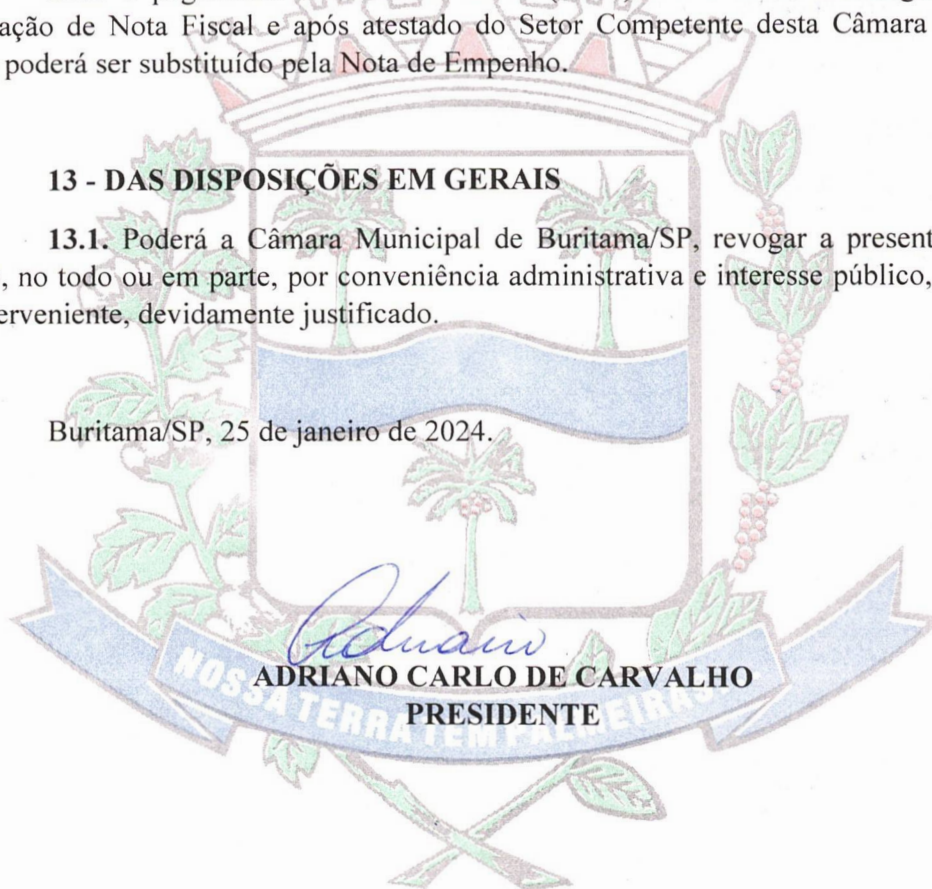 ação de Nota Fiscal e após atestado do Setor Competente desta Câmara
poderá ser substituído pela Nota de Empenho.
13 - DAS DISPOSIÇÕES EM GERAIS
13.1. Poderá a Câmara Municipal de Buritama/SP, revogar a present
, no todo ou em parte, por conveniência administrativa e interesse público,
erveniente, devidamente justificado.
Buritama/SP, 25 de janeiro de 2024.
Adriano
ADRIANO CARLO DE CARVALHO
PRESIDENTE
NOSSA TERRA TEM PALMEIRAS